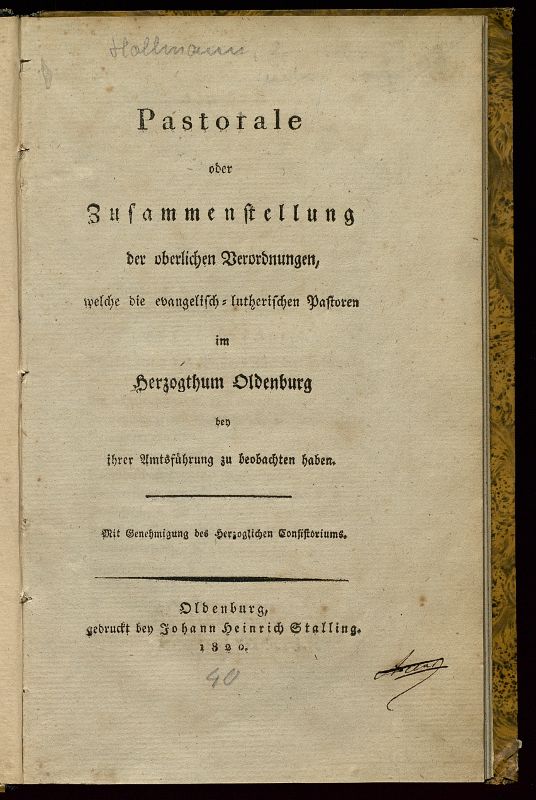 Hollmann
Pastorale
oder
Zusammenstellung
der oberlichen Verordnungen,
welche die evangelisch-lutherischen Pastoren
im
Herzogthum Oldenburg
bey
ihrer Amtsführung zu beobachten haben.
Mit Genehmigung des Herzoglichen Consistoriums.
Oldenburg,
gedruckt bey Johann Heinrich Stalling.
1820.
40